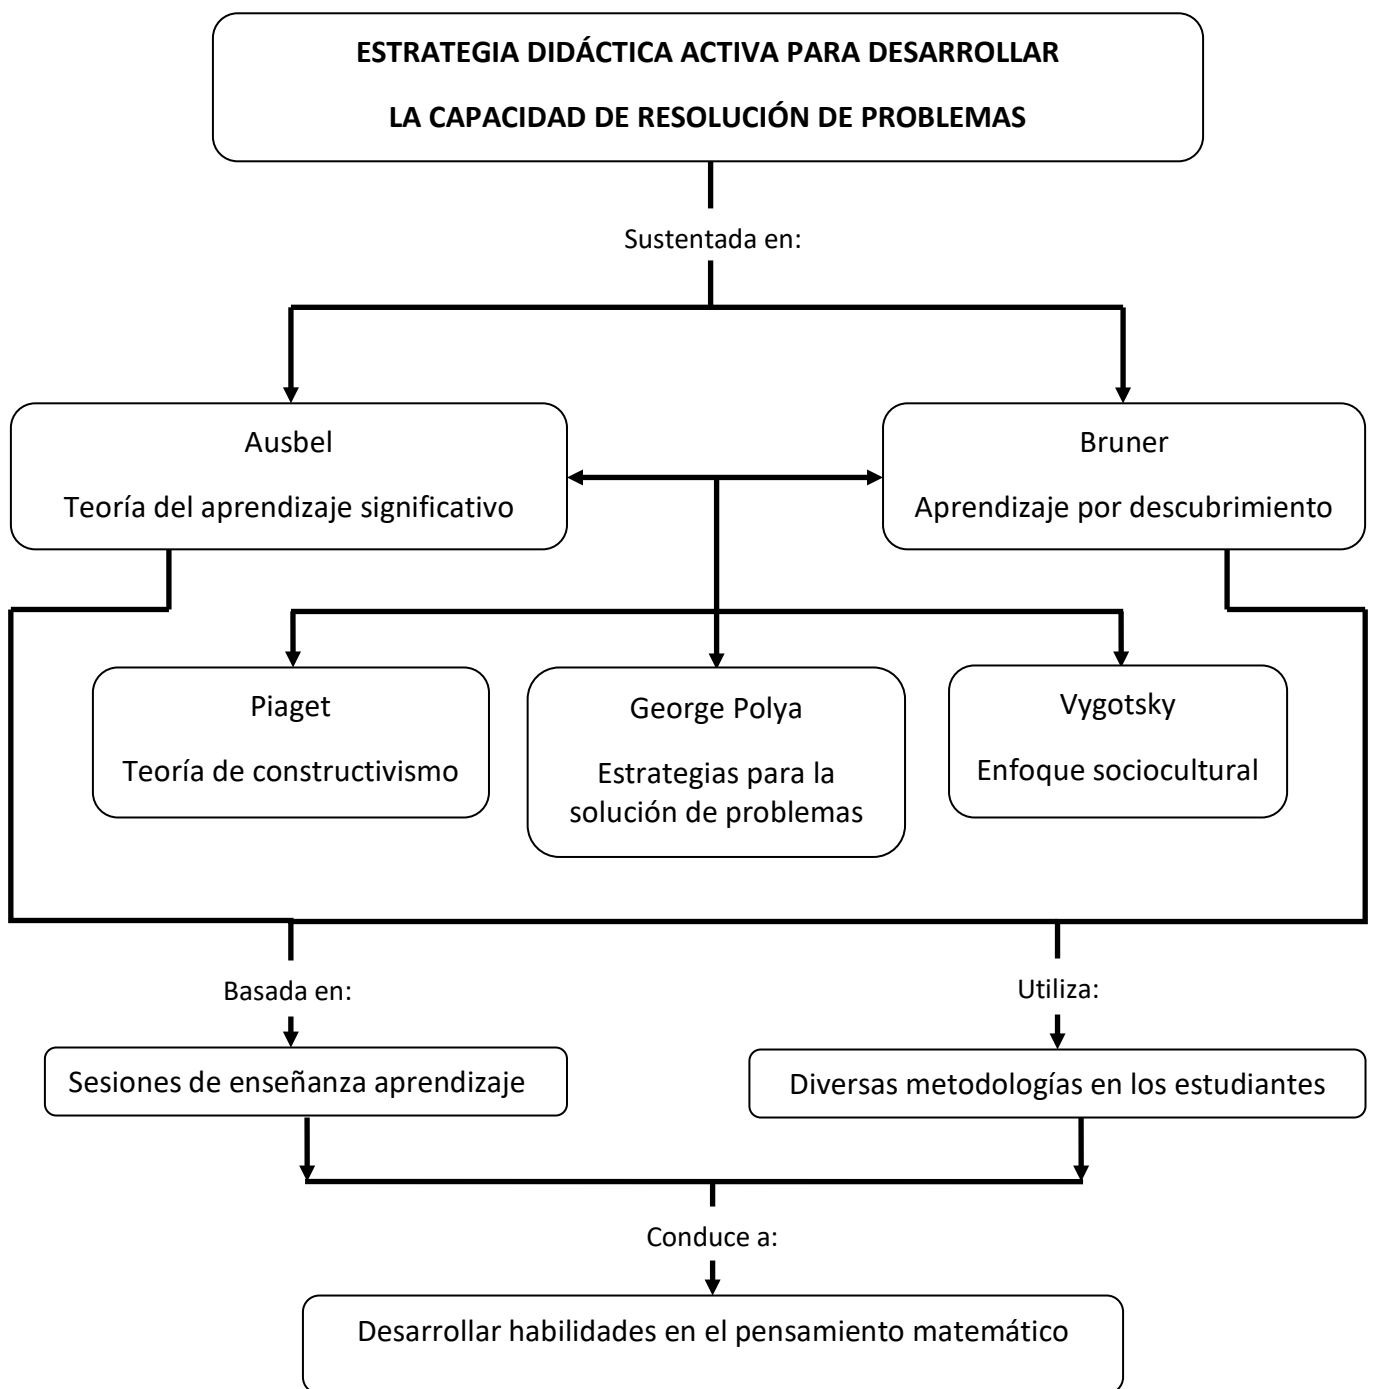 ESTRATEGIA DIDÁCTICA ACTIVA PARA DESARROLLAR
LA CAPACIDAD DE RESOLUCIÓN DE PROBLEMAS
Sustentada en:
Ausbel
Teoría del aprendizaje significativo
Bruner
Aprendizaje por descubrimiento
Piaget
Teoría de constructivismo
George Polya
Estrategias para la
solución de problemas
Vygotsky
Enfoque sociocultural
Basada en:
Utiliza:
Sesiones de enseñanza aprendizaje
Diversas metodologías en los estudiantes
Conduce a:
Desarrollar habilidades en el pensamiento matemático